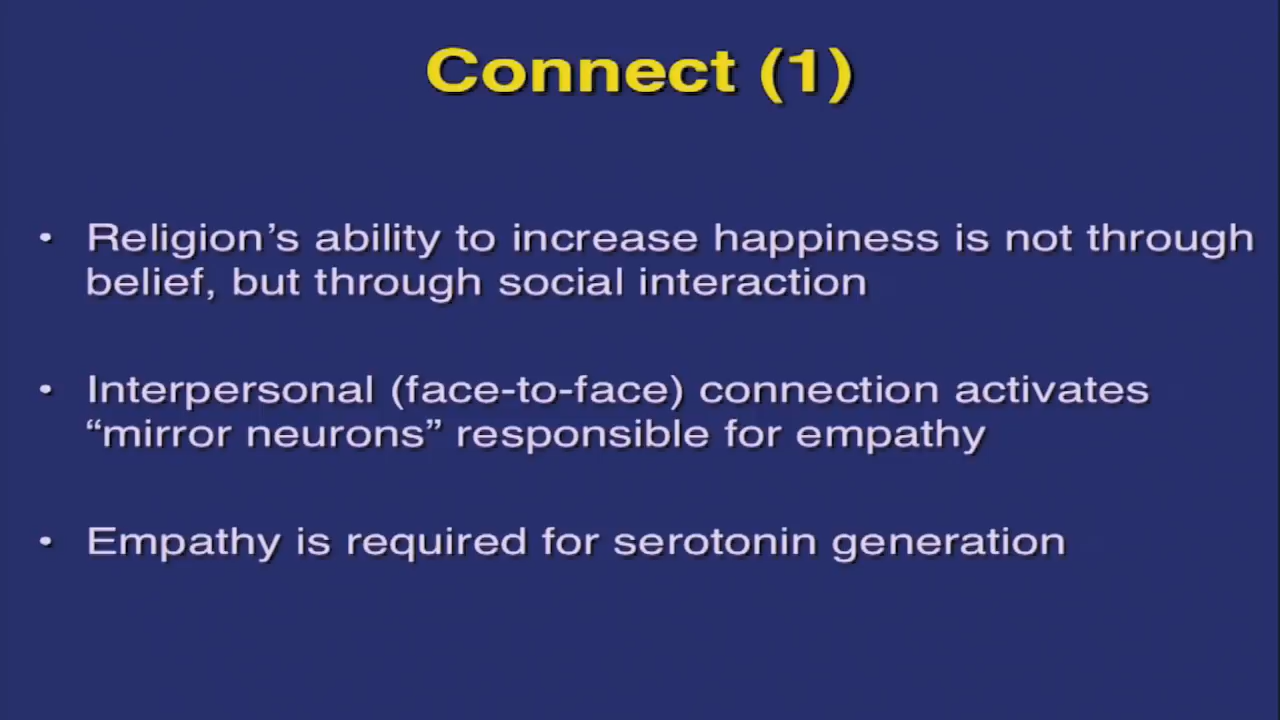 Connect (1)
• Religion’s ability to increase happiness is not through
belief, but through social interaction
• Interpersonal (face-to-face) connection activates
“mirror neurons” responsible for empathy
• Empathy is required for serotonin generation